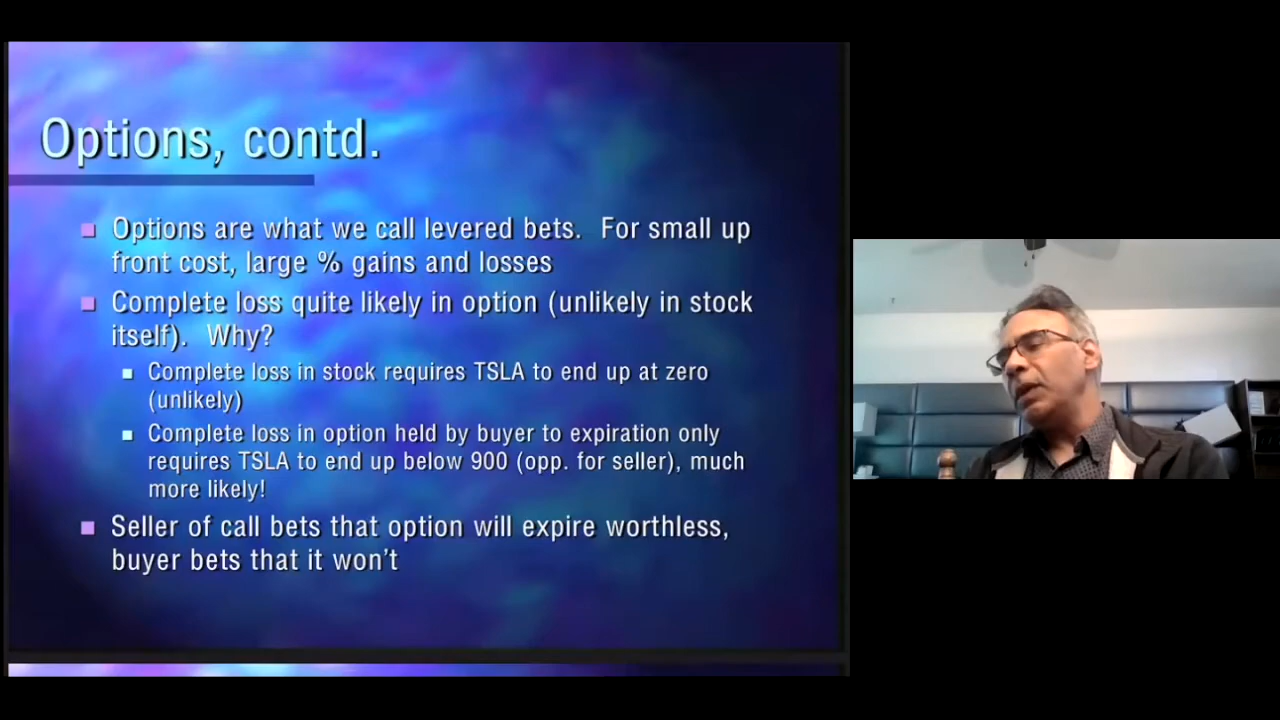 Options, contd.
Options are what we call levered bets. For small up
front cost, large % gains and losses
Complete loss quite likely in option (unlikely in stock
itself). Why?
Complete loss in stock requires TSLA to end up at zero
(unlikely)
Complete loss in option held by buyer to expiration only
requires TSLA to end up below 900 (opp. for seller), much
more likely!
Seller of call bets that option will expire worthless,
buyer bets that it won't